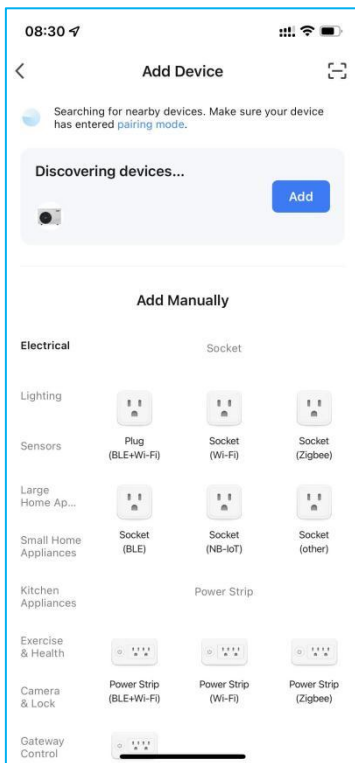 08:30
Add Device
Searching for nearby devices. Make sure your device
has entered pairing mode.
Discovering devices...
Add
Add Manually
Electrical
Socket
Lighting
Sensors
Plug
(BLE+Wi-Fi)
Socket
(Wi-Fi)
Socket
(Zigbee)
Large
Home Ap...
Small Home
Appliances
Socket
(BLE)
Socket
(NB-IoT)
Socket
(other)
Kitchen
Appliances
Power Strip
Exercise
& Health
Camera
& Lock
Power Strip
(BLE+Wi-Fi)
Power Strip
(Wi-Fi)
Power Strip
(Zigbee)
Gateway
Control